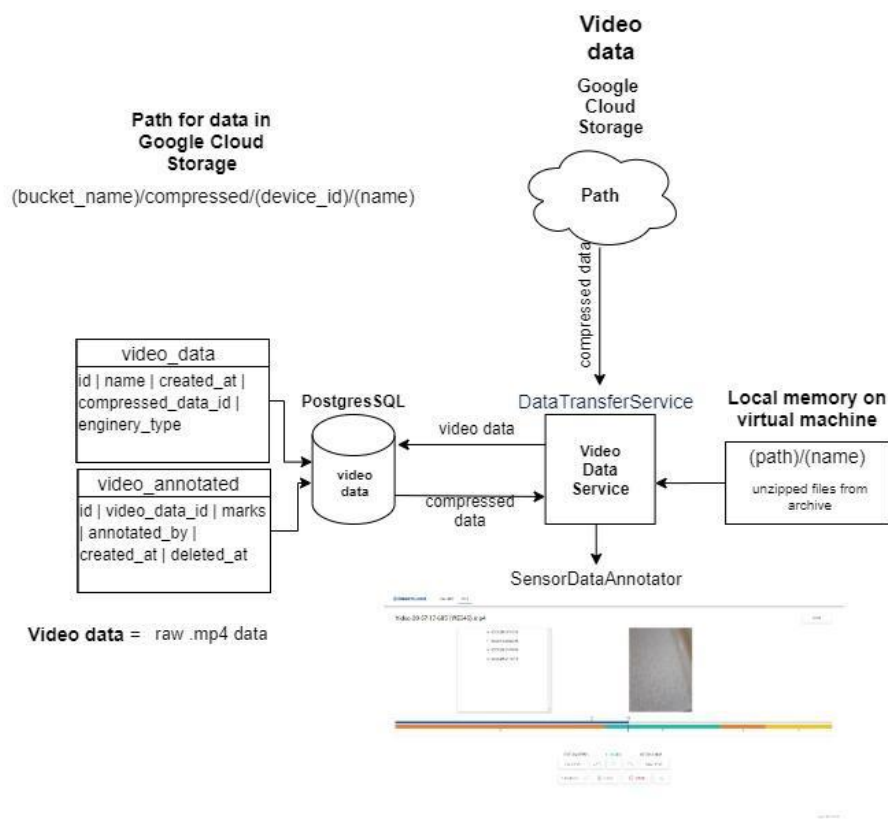 Video
data
Google
Cloud
Storage
Path for data in
Google Cloud
Storage
(bucket_name)/compressed/(device_id)/(name)
Path
compressed data
video_data
id | name | created_at |
compressed_data_id |
enginery_type
PostgresSQL
video
data
video data
compressed
data
DataTransferService
Video
Data
Service
Local memory on
virtual machine
(path)/(name)
unzipped files from
archive
video_annotated
id | video_data_id | marks
| annotated_by |
created_at | deleted_at
SensorDataAnnotator
Video data = raw .mp4 data